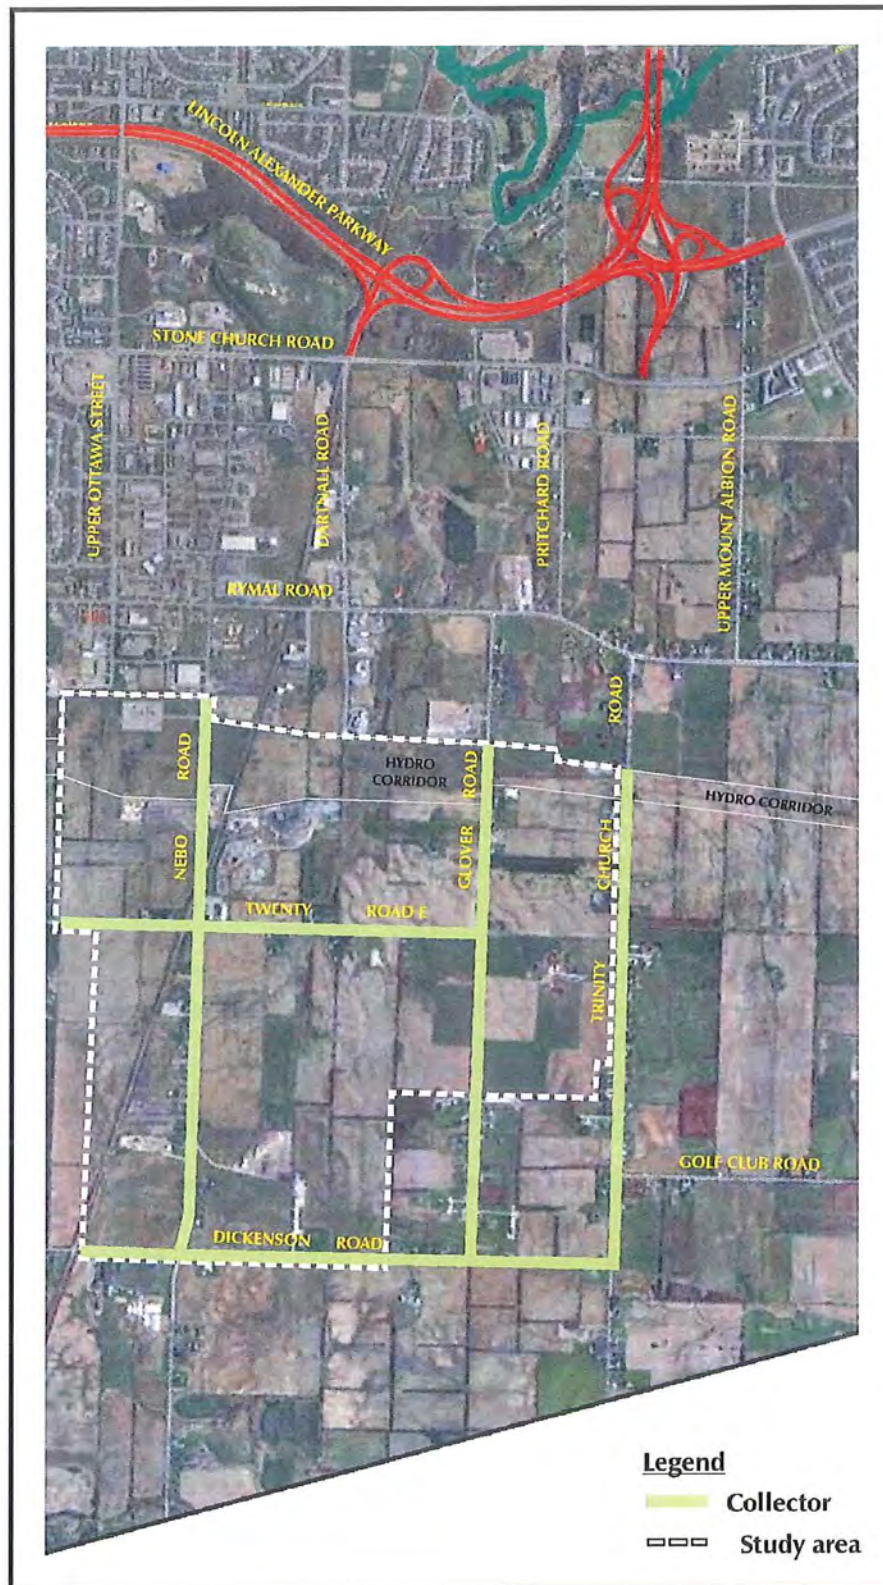 LINCOLN ALEXANDER PARKWAY
STONE CHURCH ROAD
UPPER OTTAWA STREET
DARTNALL ROAD
PRITCHARD ROAD
UPPER MOUNT ALBION ROAD
RYMAL ROAD
ROAD
ROAD
HYDRO
CORRIDOR
ROAD
HYDRO CORRIDOR
NEBO
GLOVER
CHURCH
TWENTY ROAD E
TRINITY
GOLF CLUB ROAD
DICKENSON ROAD
Legend
Collector
Study area